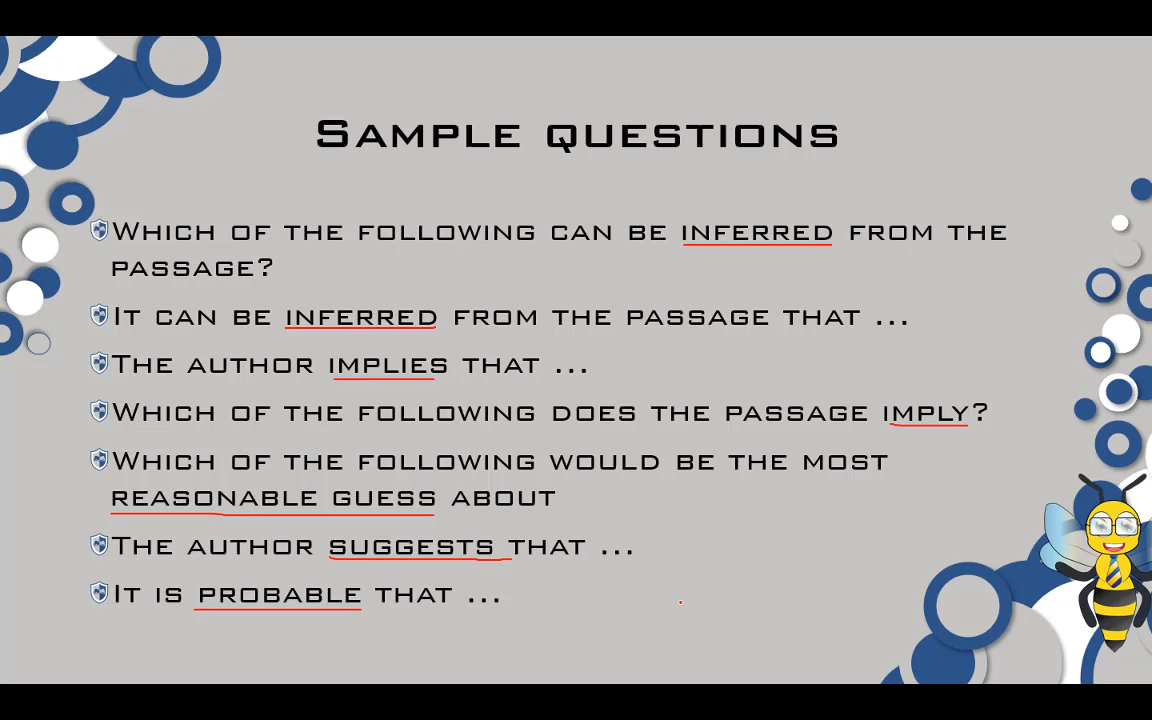 Sample questions
Which of the following can be inferred from the
passage?
It can be inferred from the passage that ...
The author implies that ...
Which of the following does the passage imply?
Which of the following would be the most
reasonable guess about
The author suggests that ...
It is probable that ...